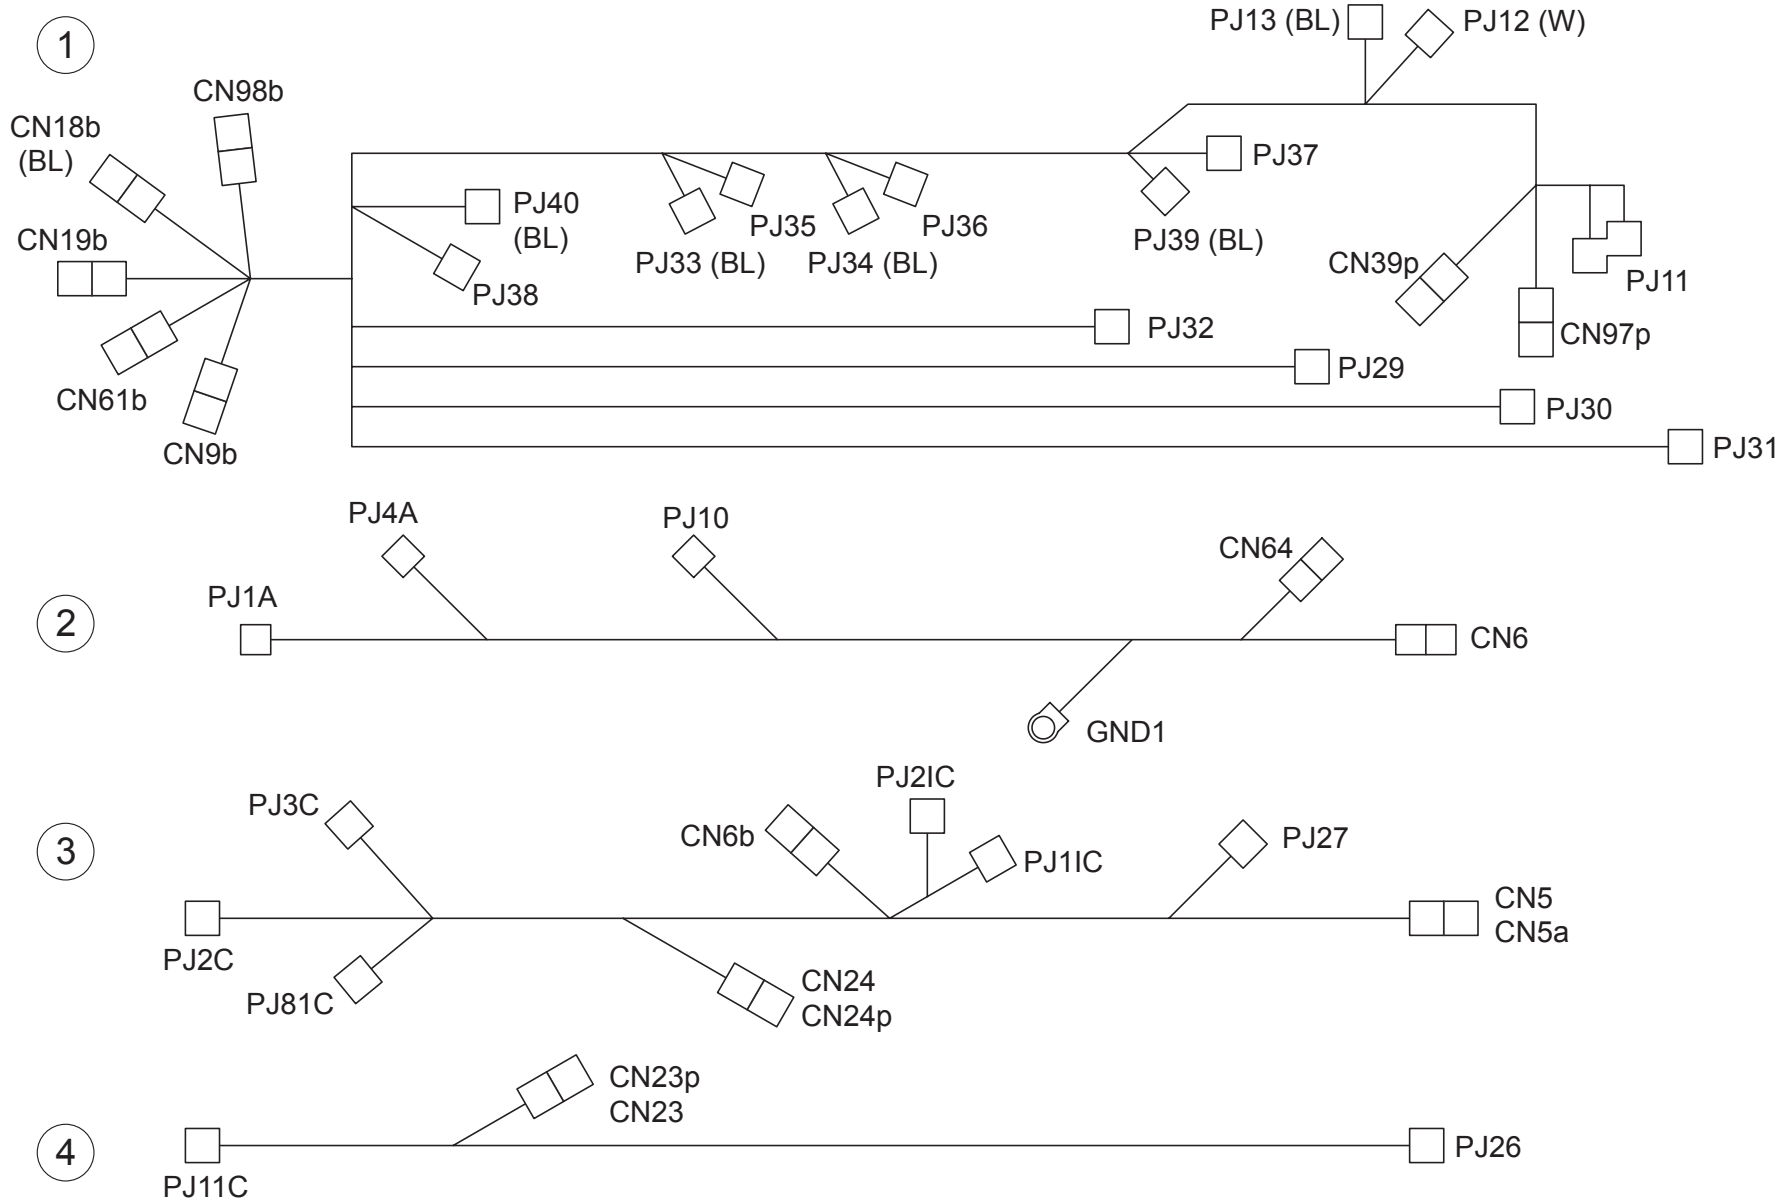 1
PJ13 (BL)
PJ12 (W)
CN98b
CN18b
(BL)
CN19b
CN61b
CN9b
PJ40
(BL)
PJ38
PJ35
PJ33 (BL)
PJ36
PJ34 (BL)
PJ37
PJ39 (BL)
CN39p
PJ11
CN97p
PJ32
PJ29
PJ30
PJ31
2
PJ4A
PJ10
CN64
PJ1A
CN6
GND1
3
PJ3C
CN6b
PJ2IC
PJ1IC
PJ27
CN5
CN5a
PJ2C
PJ81C
CN24
CN24p
4
CN23p
CN23
PJ11C
PJ26